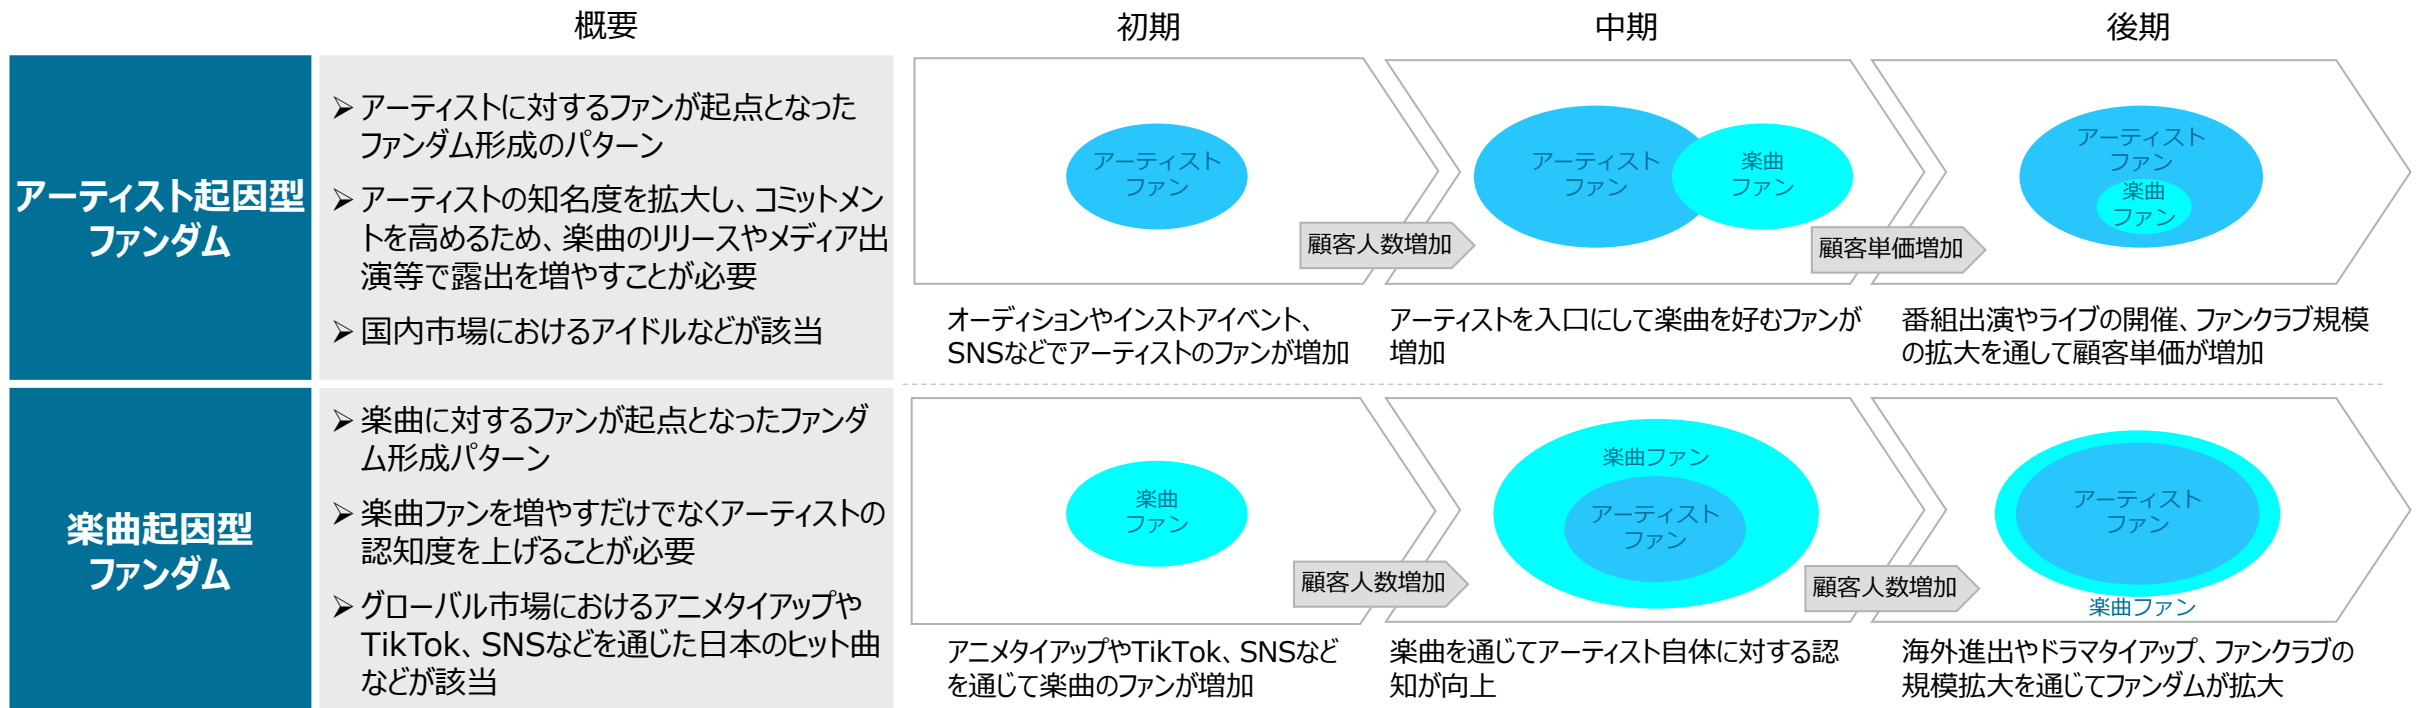 概要
初期
中期
後期
アーティスト起因型
ファンダム
➢ アーティストに対するファンが起点となった
ファンダム形成のパターン
➢ アーティストの知名度を拡大し、コミットメン
トを高めるため、楽曲のリリースやメディア出
演等で露出を増やすことが必要
➢ 国内市場におけるアイドルなどが該当
アーティスト
ファン
顧客人数増加
オーディションやインストアイベント、
SNSなどでアーティストのファンが増加
アーティスト
ファン
楽曲
ファン
顧客単価増加
アーティストを入口にして楽曲を好むファンが
増加
アーティスト
ファン
楽曲
ファン
番組出演やライブの開催、ファンクラブ規模
の拡大を通して顧客単価が増加
楽曲起因型
ファンダム
➢ 楽曲に対するファンが起点となったファンダ
ム形成パターン
➢ 楽曲ファンを増やすだけでなくアーティストの
認知度を上げることが必要
➢ グローバル市場におけるアニメタイアップや
TikTok、SNSなどを通じた日本のヒット曲
などが該当
楽曲
ファン
顧客人数増加
アニメタイアップやTikTok、SNSなど
を通じて楽曲のファンが増加
楽曲ファン
アーティスト
ファン
顧客人数増加
楽曲を通じてアーティスト自体に対する認
知が向上
アーティスト
ファン
楽曲ファン
海外進出やドラマタイアップ、ファンクラブの
規模拡大を通じてファンダムが拡大